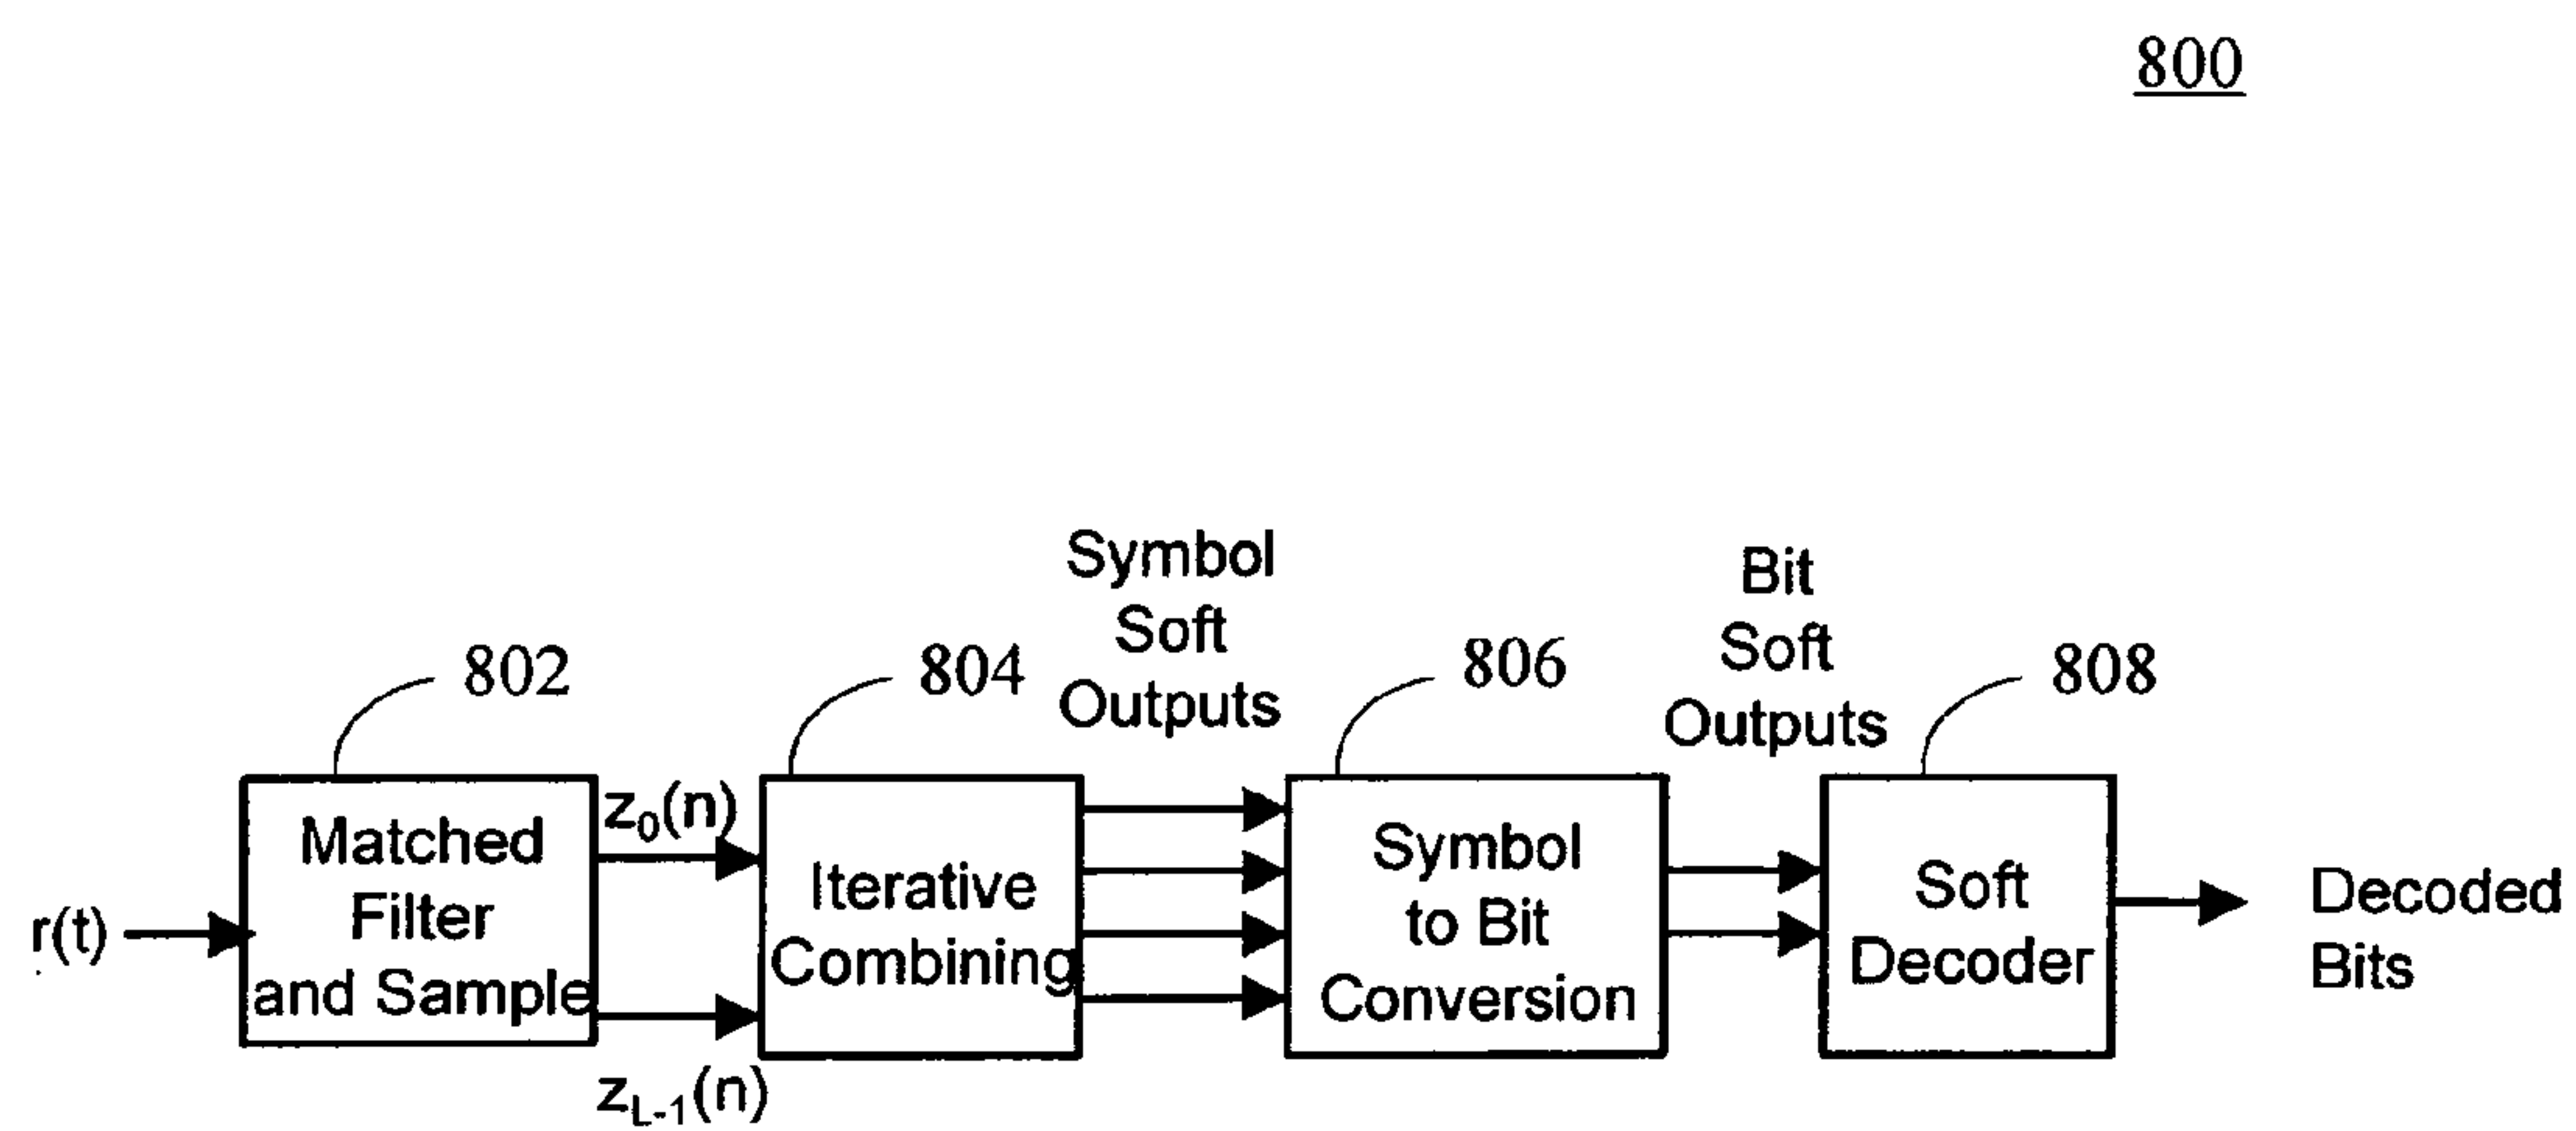 800
Symbol
Soft
Outputs
Bit
Soft
Outputs
802
804
806
808
r(t)
Matched
Filter
and Sample
z0(n)
zL-1(n)
Iterative
Combining
Symbol
to Bit
Conversion
Soft
Decoder
Decoded
Bits